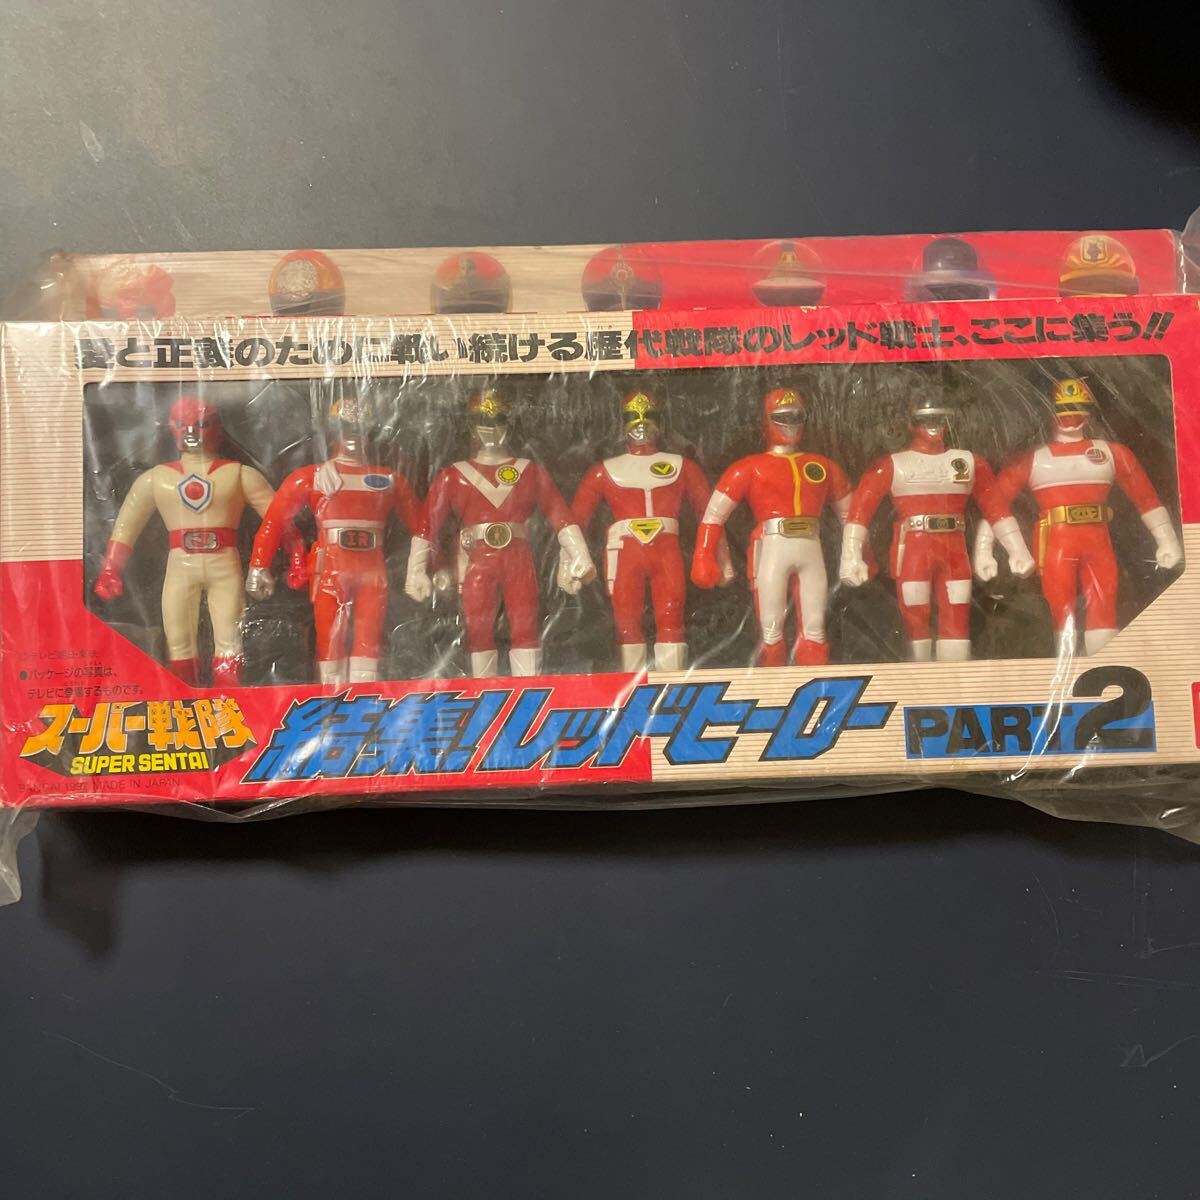 愛と正義のために戦い続ける歴代戦隊のレッド戦士、ここに集う!!
●パッケージの写真は、
テレビに登場するものです。
スーパー戦隊
SUPER SENTAI
結集!レッドヒーロー PART2
MADE IN JAPAN